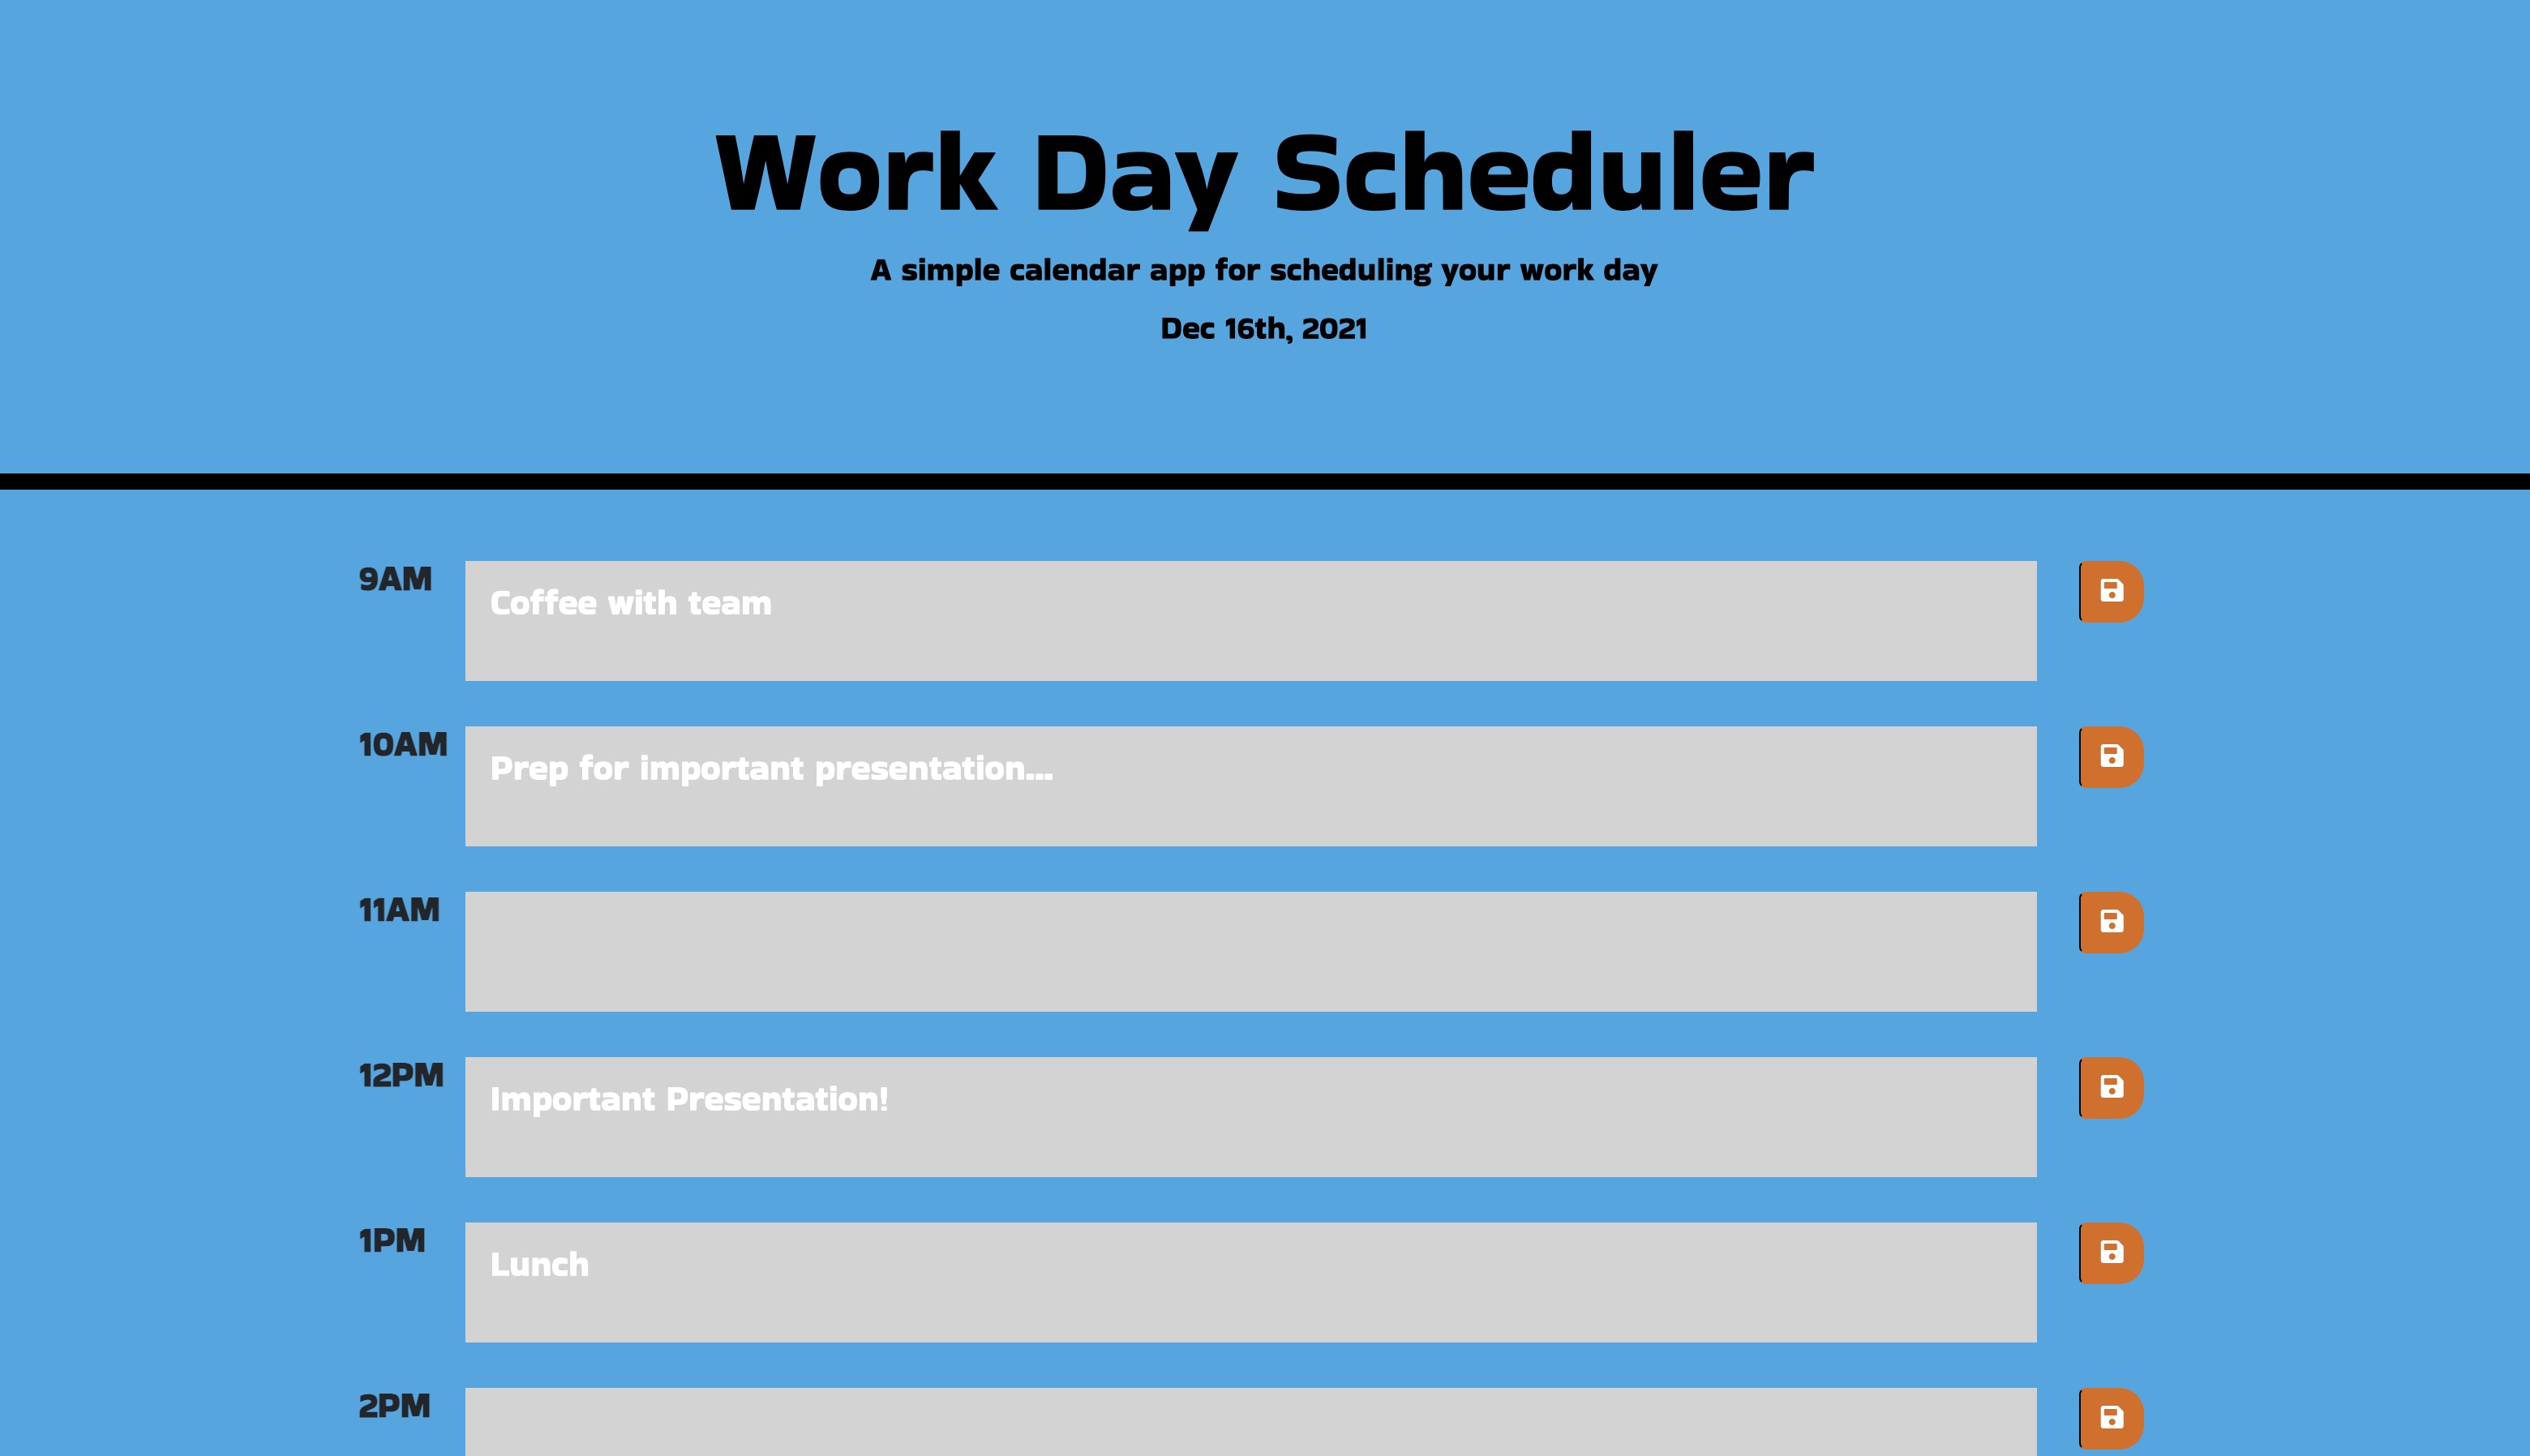 Work Day Scheduler
A simple calendar app for scheduling your work day
Dec 16th, 2021
9AM
Coffee with team
10AM
Prep for important presentation...
11AM
12PM
Important Presentation!
1PM
Lunch
2PM